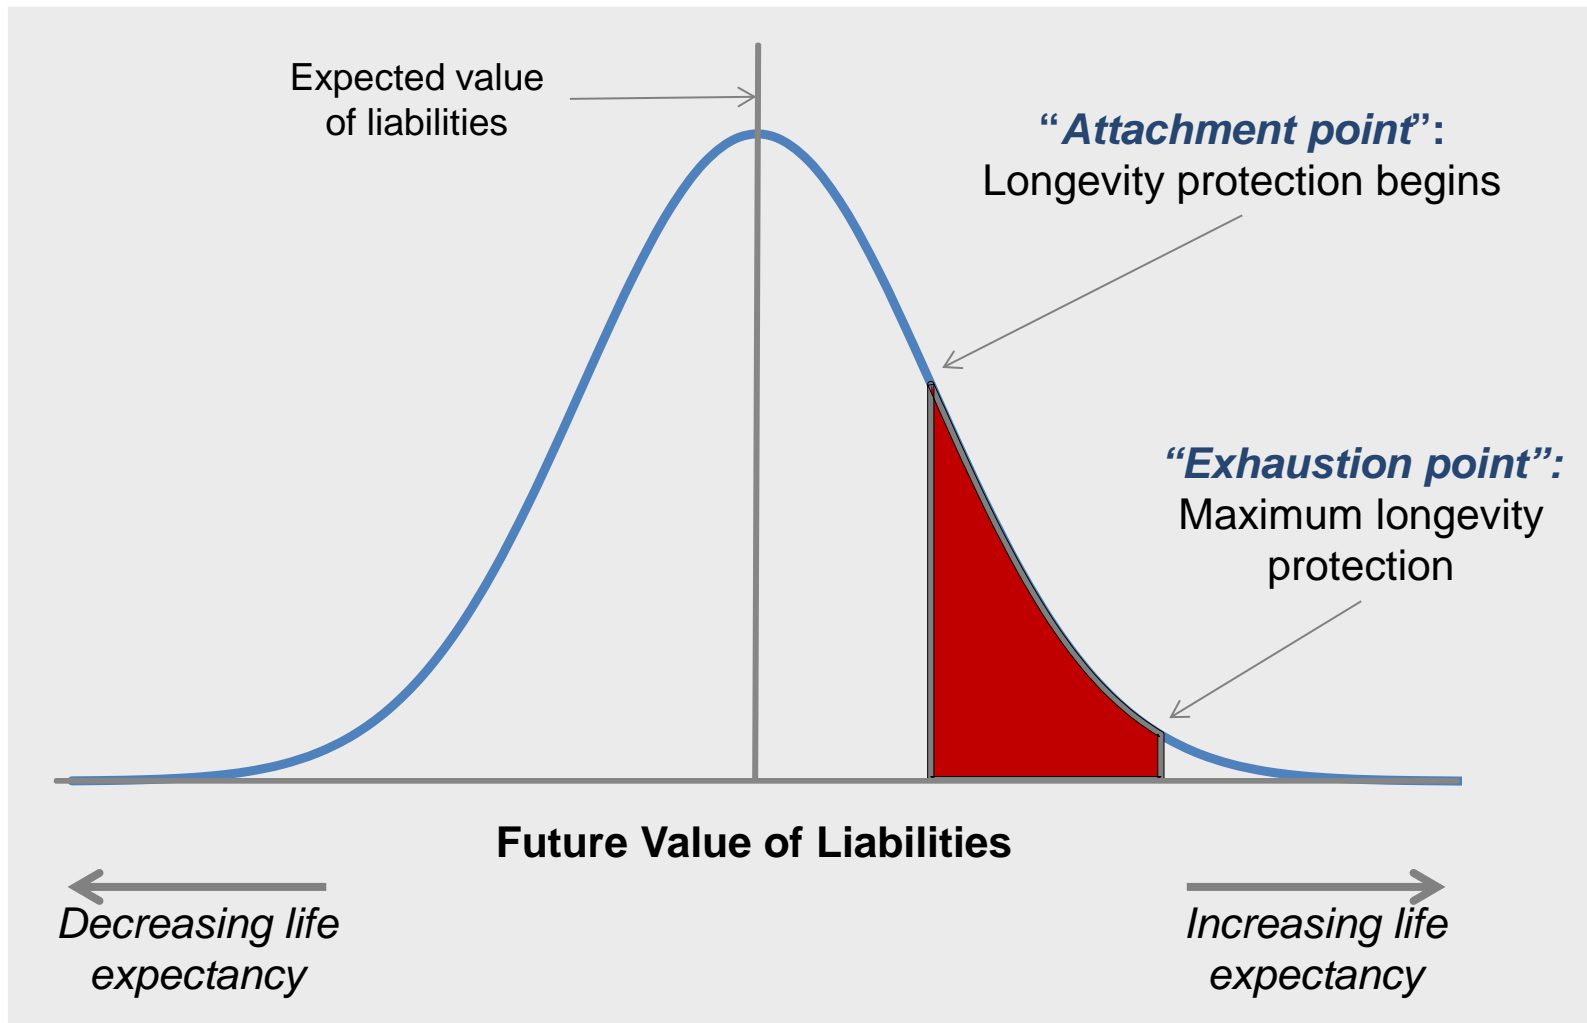 Expected value
of liabilities
“Attachment point”:
Longevity protection begins
“Exhaustion point”:
Maximum longevity
protection
Future Value of Liabilities
Decreasing life
expectancy
Increasing life
expectancy